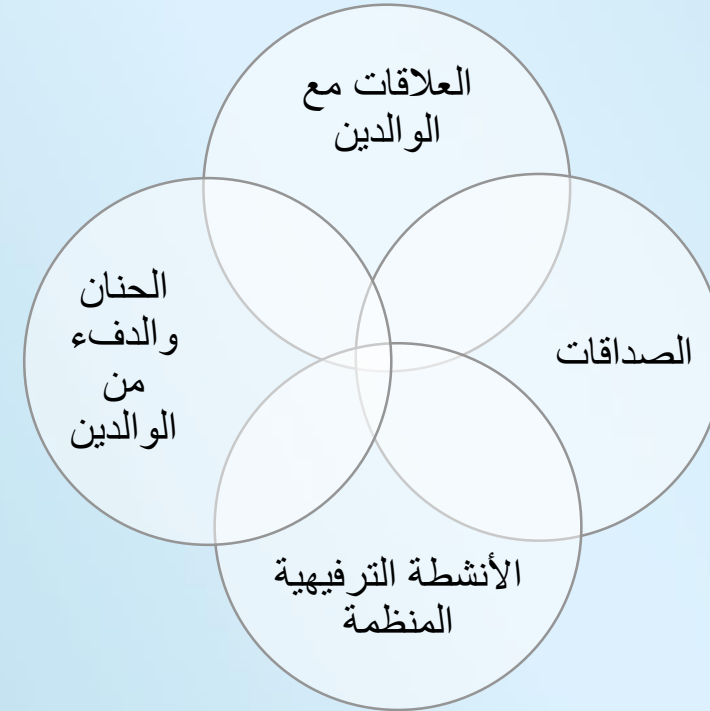 العلاقات مع
الوالدين
الصداقات
الحنان
والدفء
من
الوالدين
الأنشطة الترفيهية
المنظمة